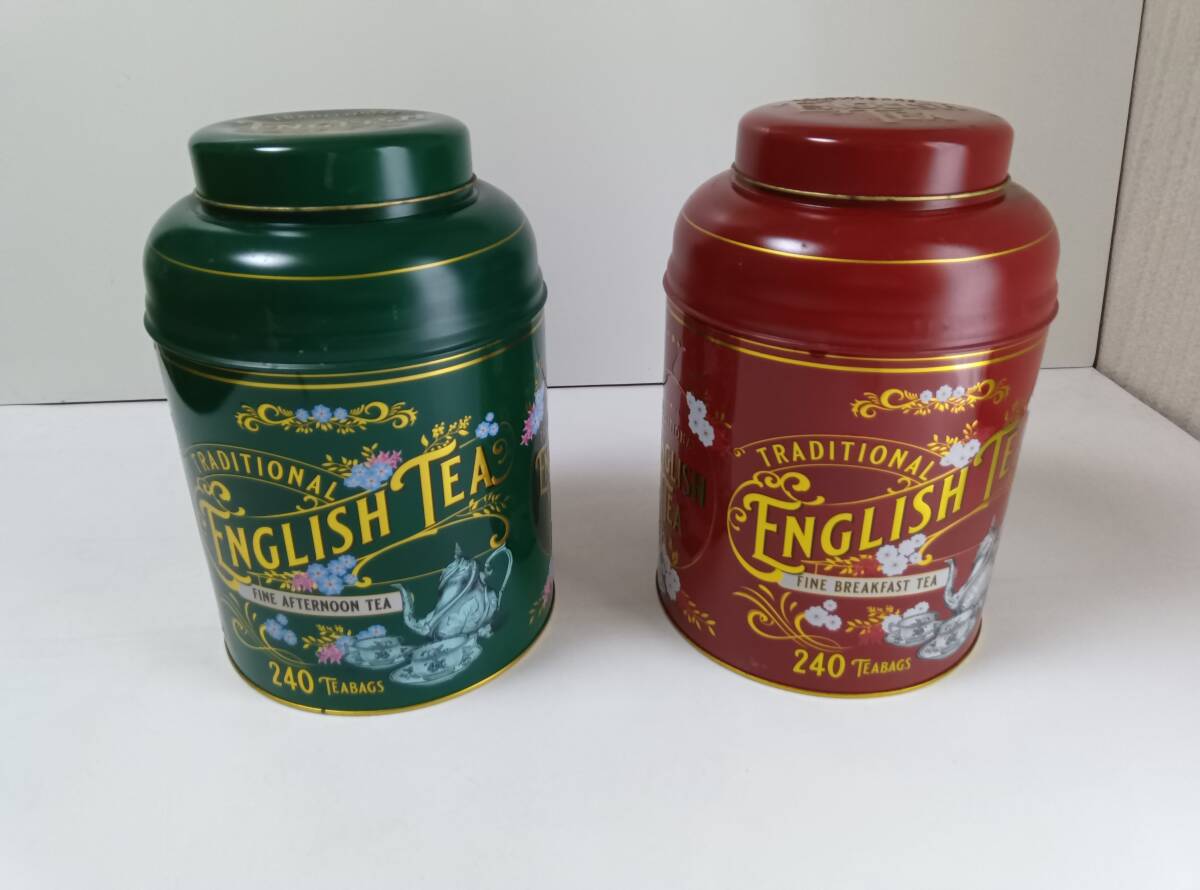 TRADITIONAL
ENGLISH TEA
FINE AFTERNOON TEA
240 TEABAGS
TRADITIONAL
ENGLISH TE
FINE BREAKFAST TEA
240 TEABAGS